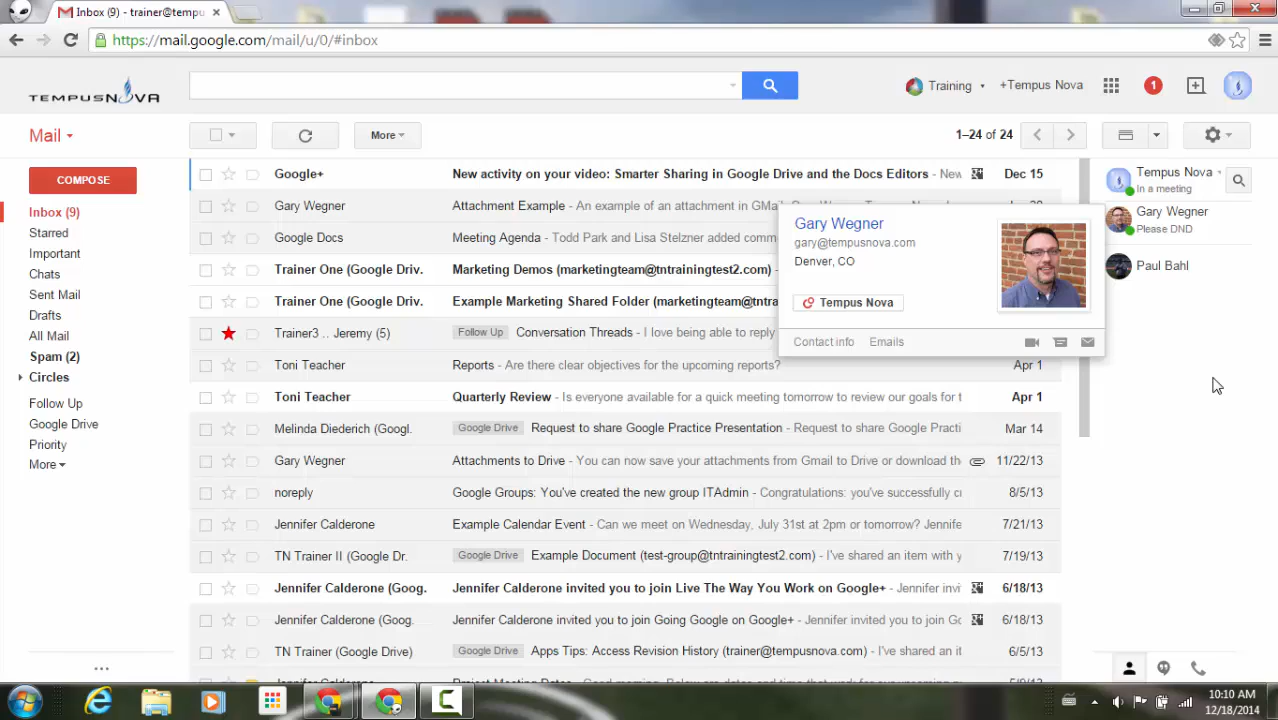 Inbox (9) - trainer@tempu
https://mail.google.com/mail/u/0/#inbox
TEMPUSNOVA
Training
+Tempus Nova
1
Mail
More
1–24 of 24
COMPOSE
Inbox (9)
Starred
Important
Chats
Sent Mail
Drafts
All Mail
Spam (2)
Circles
Follow Up
Google Drive
Priority
More
Google+ New activity on your video: Smarter Sharing in Google Drive and the Docs Editors - New Dec 15
Gary Wegner Attachment Example - An example of an attachment in GMa
Google Docs Meeting Agenda - Todd Park and Lisa Stelzner added comm
Trainer One (Google Driv. Marketing Demos (marketingteam@tntrainingtest2.com)
Trainer One (Google Driv. Example Marketing Shared Folder (marketingteam@tntra
Trainer3 .. Jeremy (5) Follow Up Conversation Threads - I love being able to reply
Toni Teacher Reports - Are there clear objectives for the upcoming reports? Apr 1
Toni Teacher Quarterly Review - Is everyone available for a quick meeting tomorrow to review our goals for t Apr 1
Melinda Diederich (Googl. Google Drive Request to share Google Practice Presentation - Request to share Google Practi Mar 14
Gary Wegner Attachments to Drive - You can now save your attachments from Gmail to Drive or download the 11/22/13
noreply Google Groups: You've created the new group ITAdmin - Congratulations: you've successfully cr 8/5/13
Jennifer Calderone Example Calendar Event - Can we meet on Wednesday, July 31st at 2pm or tomorrow? Jennife 7/21/13
TN Trainer II (Google Dr. Google Drive Example Document (test-group@tntrainingtest2.com) - I've shared an item with y 7/19/13
Jennifer Calderone (Goog. Jennifer Calderone invited you to join Live The Way You Work on Google+ - Jennifer invi 6/18/13
Jennifer Calderone (Goog. Jennifer Calderone invited you to join Going Google on Google+ - Jennifer invited you to join Gc 6/18/13
TN Trainer (Google Drive) Google Drive Apps Tips: Access Revision History (trainer@tempusnova.com) - I've shared an it 6/5/13
Gary Wegner
gary@tempusnova.com
Denver, CO
Tempus Nova
Contact info Emails
Tempus Nova
In a meeting
Gary Wegner
Please DND
Paul Bahl
10:10 AM
12/18/2014